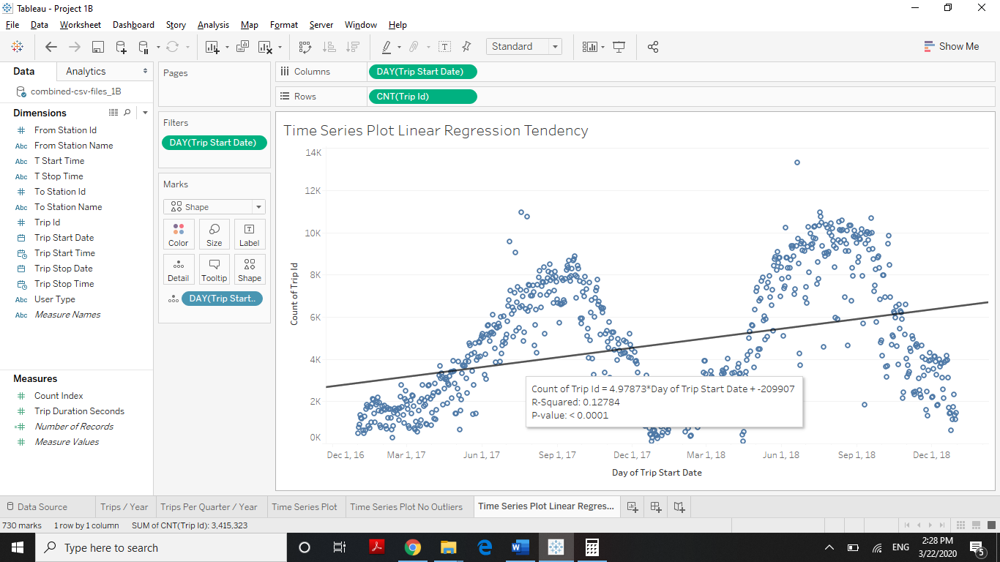 Tableau - Project 1B
File Data Worksheet Dashboard Story Analysis Map Format Server Window Help
Standard
Show Me
Data Analytics
combined-csv-files_1B
Dimensions
From Station Id
Abc From Station Name
Abc T Start Time
Abc T Stop Time
To Station Id
Abc To Station Name
Trip Id
Trip Start Date
Trip Start Time
Trip Stop Date
Trip Stop Time
Abc User Type
Abc Measure Names
Measures
Count Index
Trip Duration Seconds
Number of Records
Measure Values
Pages
Filters
DAY(Trip Start Date)
Marks
Shape
Color Size Label
Detail Tooltip Shape
DAY(Trip Start..
Columns DAY(Trip Start Date)
Rows CNT(Trip Id)
Time Series Plot Linear Regression Tendency
14K
12K
10K
8K
6K
4K
2K
0K
Count of Trip Id
Count of Trip Id = 4.97873*Day of Trip Start Date + -209907
R-Squared: 0.12784
P-value: < 0.0001
Dec 1, 16 Mar 1, 17 Jun 1, 17 Sep 1, 17 Dec 1, 17 Mar 1, 18 Jun 1, 18 Sep 1, 18 Dec 1, 18
Day of Trip Start Date
Data Source Trips / Year Trips Per Quarter / Year Time Series Plot Time Series Plot No Outliers Time Series Plot Linear Regres...
730 marks 1 row by 1 column SUM of CNT(Trip Id): 3,415,323
Type here to search
ENG
2:28 PM
3/22/2020
5